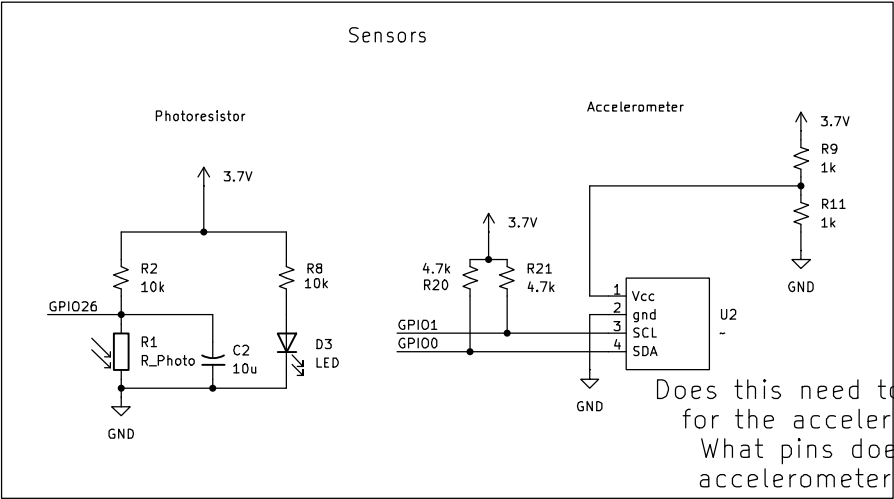 Sensors
Photoresistor
Accelerometer
3.7V
R9
1k
R11
1k
GND
3.7V
R2
10k
R8
10k
GPIO26
R1
R_Photo
C2
10u
D3
LED
GND
3.7V
4.7k
R20
R21
4.7k
GPIO1
GPIO0
1
2
3
4
Vcc
gnd
SCL
SDA
U2
~
GND
Does this need to
for the acceler
What pins doe
accelerometer